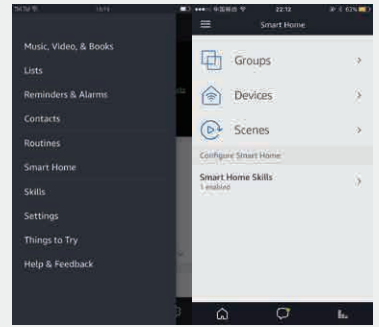 Music, Video, & Books
Lists
Reminders & Alarms
Contacts
Routines
Smart Home
Skills
Settings
Things to Try
Help & Feedback
22:12
Smart Home
Groups
Devices
Scenes
Configure Smart Home
Smart Home Skills
1 enabled